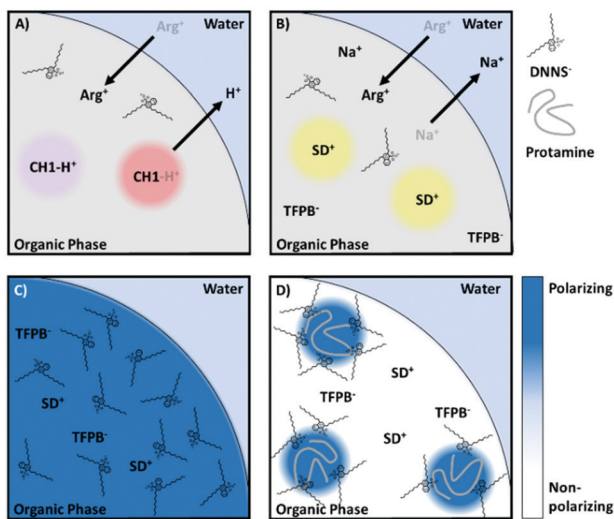 A)
Water
Arg⁺
Arg⁺
H⁺
CH1-H⁺
CH1-H⁺
Organic Phase
B)
Water
Arg⁺
Na⁺
Na⁺
Arg⁺
Na⁺
SD⁺
SD⁺
TFPB⁻
TFPB⁻
Organic Phase
DNNS⁻
Protamine
C)
Water
TFPB⁻
SD⁺
TFPB⁻
SD⁺
Organic Phase
D)
Water
SD⁺
TFPB⁻
TFPB⁻
SD⁺
Organic Phase
Polarizing
Non-
polarizing